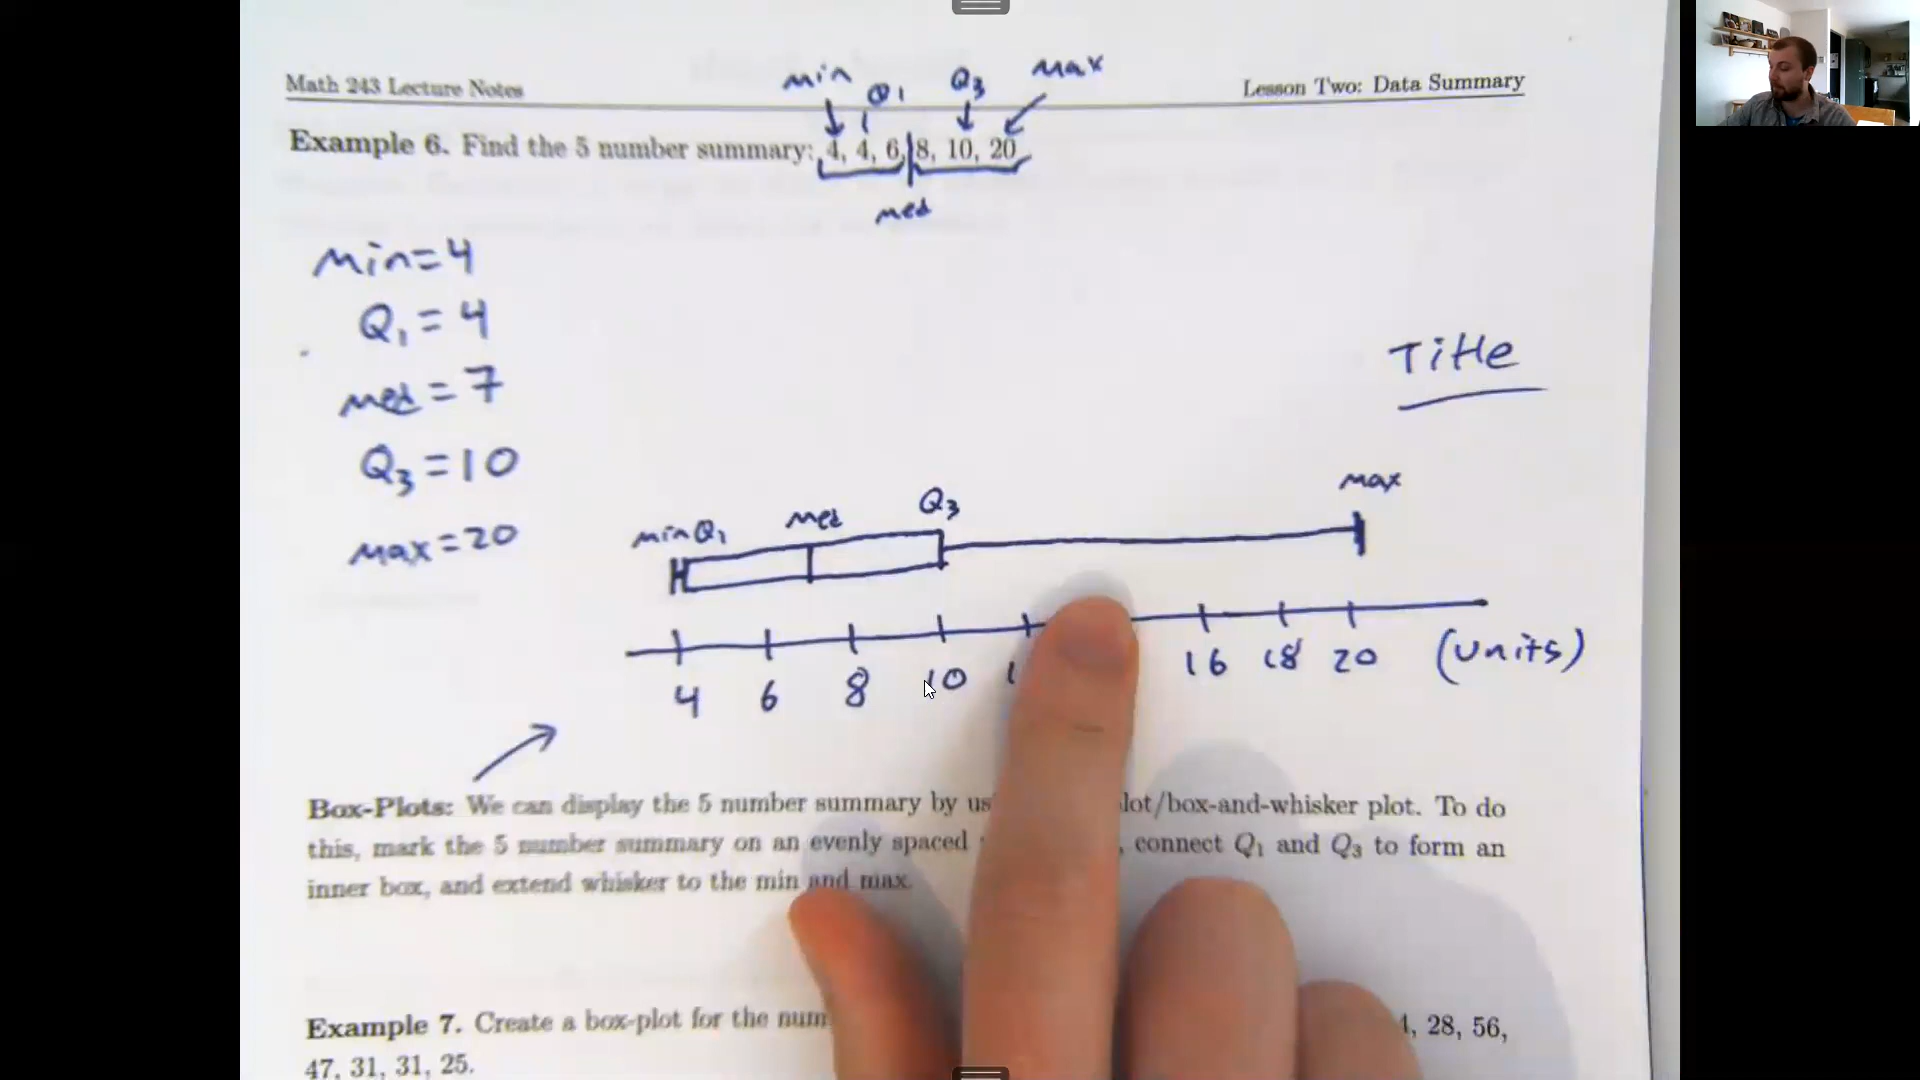 min Q1 Q3 max
Math 243 Lecture Notes Lesson Two: Data Summary
Example 6. Find the 5 number summary: 4, 4, 6, 8, 10, 20
med
min=4
Q1=4
Title
med=7
Q3=10
max=20
min Q1 med Q3 max
4 6 8 10 16 18 20 (units)
Box-Plots: We can display the 5 number summary by lot/box-and-whisker plot. To do
this, mark the 5 number summary on an evenly spaced , connect Q1 and Q3 to form an
inner box, and extend whisker to the min and max.
Example 7. Create a box-plot for the 28, 56,
47, 31, 31, 25.